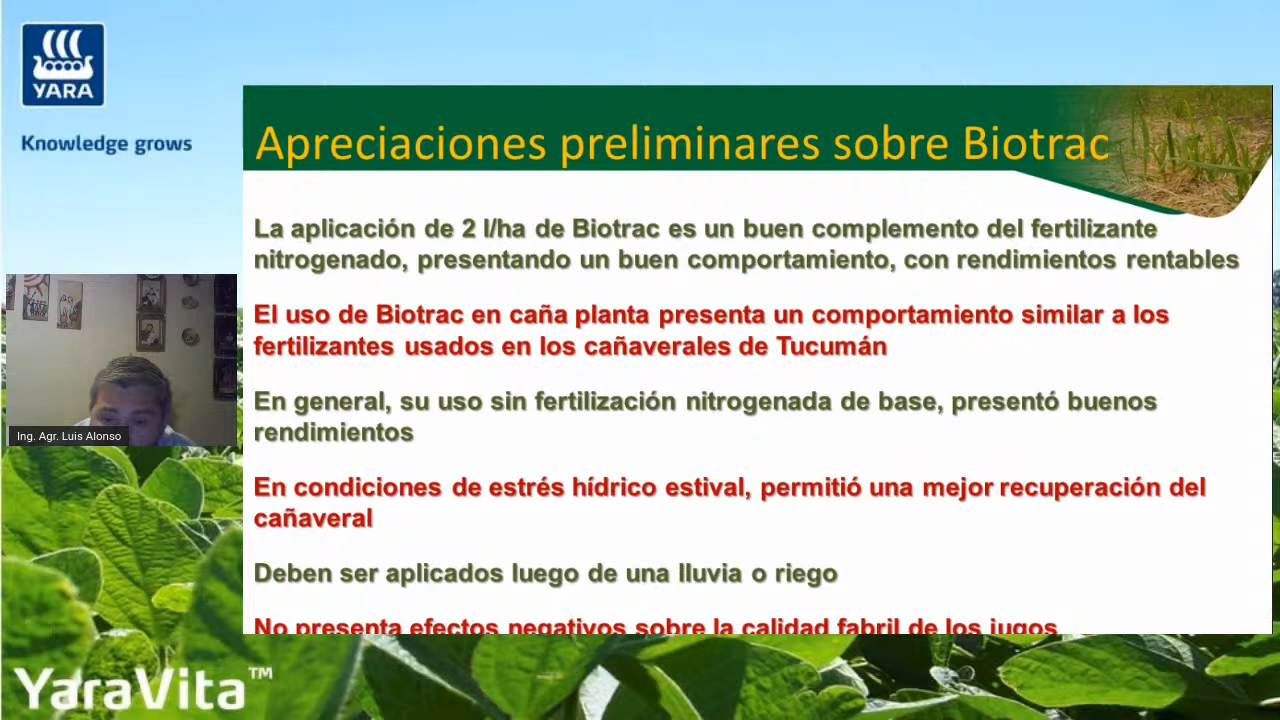 YARA
Knowledge grows
Apreciaciones preliminares sobre Biotrac
La aplicación de 2 l/ha de Biotrac es un buen complemento del fertilizante
nitrogenado, presentando un buen comportamiento, con rendimientos rentables
El uso de Biotrac en caña planta presenta un comportamiento similar a los
fertilizantes usados en los cañaverales de Tucumán
En general, su uso sin fertilización nitrogenada de base, presentó buenos
rendimientos
En condiciones de estrés hídrico estival, permitió una mejor recuperación del
cañaveral
Deben ser aplicados luego de una lluvia o riego
No presenta efectos negativos sobre la calidad fabril de los jugos
Ing. Agr. Luis Alonso
YaraVita™